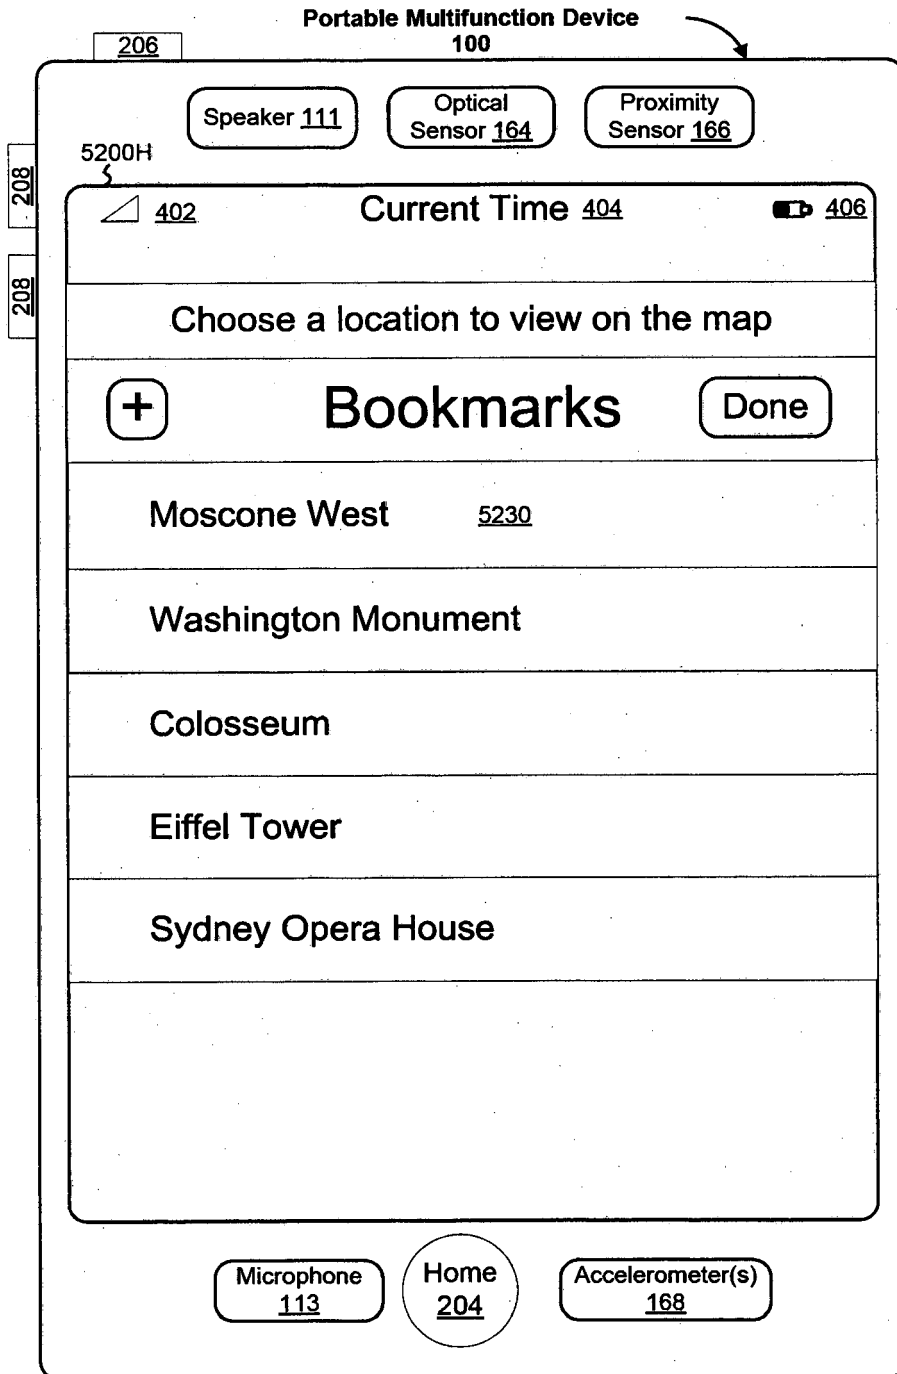 Portable Multifunction Device
100
206
Speaker 111
Optical
Sensor 164
Proximity
Sensor 166
5200H
208
208
402
Current Time 404
406
Choose a location to view on the map
+
Bookmarks
Done
Moscone West
5230
Washington Monument
Colosseum
Eiffel Tower
Sydney Opera House
Microphone
113
Home
204
Accelerometer(s)
168